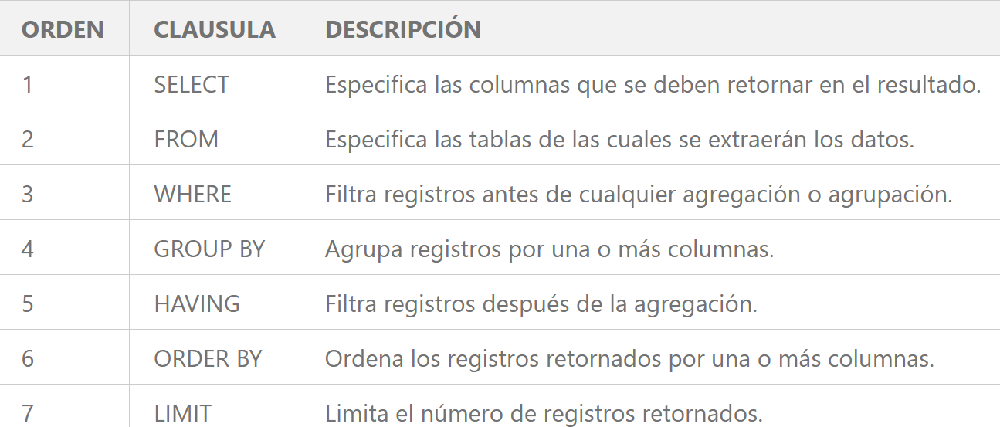 ORDEN CLAUSULA DESCRIPCIÓN
1 SELECT Especifica las columnas que se deben retornar en el resultado.
2 FROM Especifica las tablas de las cuales se extraerán los datos.
3 WHERE Filtra registros antes de cualquier agregación o agrupación.
4 GROUP BY Agrupa registros por una o más columnas.
5 HAVING Filtra registros después de la agregación.
6 ORDER BY Ordena los registros retornados por una o más columnas.
7 LIMIT Limita el número de registros retornados.